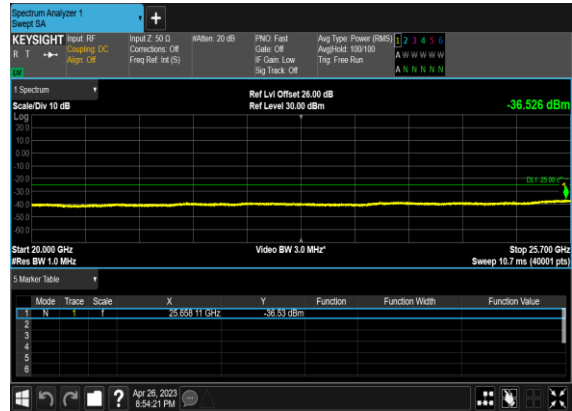 Spectrum Analyzer 1
Swept SA
+
KEYSIGHT Input: RF Input Z: 50 Ω #Atten: 20 dB PNO: Fast Avg Type: Power (RMS) 1 2 3 4 5 6
R T Coupling: DC Corrections: Off Gate: Off Avg|Hold: 100/100 A W W W W W
Align: Off Freq Ref: Int (S) IF Gain: Low Trig: Free Run
Sig Track: Off A N N N N N
1 Spectrum Ref Lvl Offset 26.00 dB
Scale/Div 10 dB Ref Level 30.00 dBm -36.526 dBm
Log
20.0
10.0
0.00
-10.0
-20.0 DL1 -25.00
-30.0
-40.0
-50.0
-60.0
Start 20.000 GHz Video BW 3.0 MHz* Stop 25.700 GHz
#Res BW 1.0 MHz Sweep 10.7 ms (40001 pts)
5 Marker Table
Mode Trace Scale X Y Function Function Width Function Value
1 N 1 f 25.658 11 GHz -36.53 dBm
2
3
4
5
6
? Apr 26, 2023
8:54:21 PM